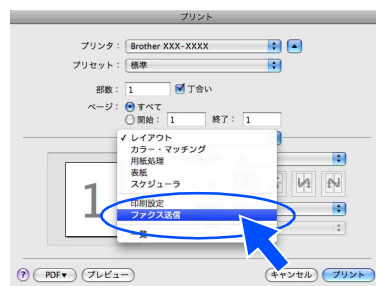 プリント
プリンタ： Brother XXX-XXXX
プリセット： 標準
部数： 1 丁合い
ページ： すべて
開始： 1 終了： 1
✓ レイアウト
カラー・マッチング
用紙処理
表紙
スケジューラ
印刷設定
ファクス送信
一覧
1
? PDF▼ プレビュー キャンセル プリント